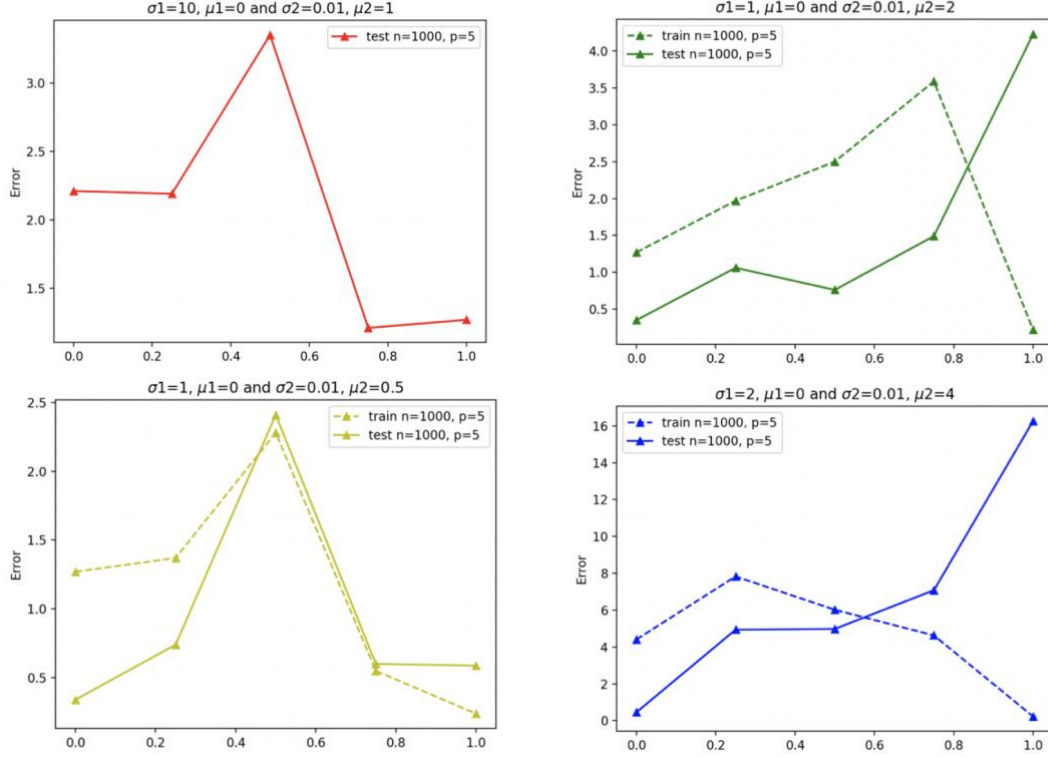 σ1=10, μ1=0 and σ2=0.01, μ2=1
test n=1000, p=5
Error
3.0
2.5
2.0
1.5
0.0 0.2 0.4 0.6 0.8 1.0
σ1=1, μ1=0 and σ2=0.01, μ2=2
train n=1000, p=5
test n=1000, p=5
Error
4.0
3.5
3.0
2.5
2.0
1.5
1.0
0.5
0.0 0.2 0.4 0.6 0.8 1.0
σ1=1, μ1=0 and σ2=0.01, μ2=0.5
train n=1000, p=5
test n=1000, p=5
Error
2.5
2.0
1.5
1.0
0.5
0.0 0.2 0.4 0.6 0.8 1.0
σ1=2, μ1=0 and σ2=0.01, μ2=4
train n=1000, p=5
test n=1000, p=5
Error
16
14
12
10
8
6
4
2
0
0.0 0.2 0.4 0.6 0.8 1.0